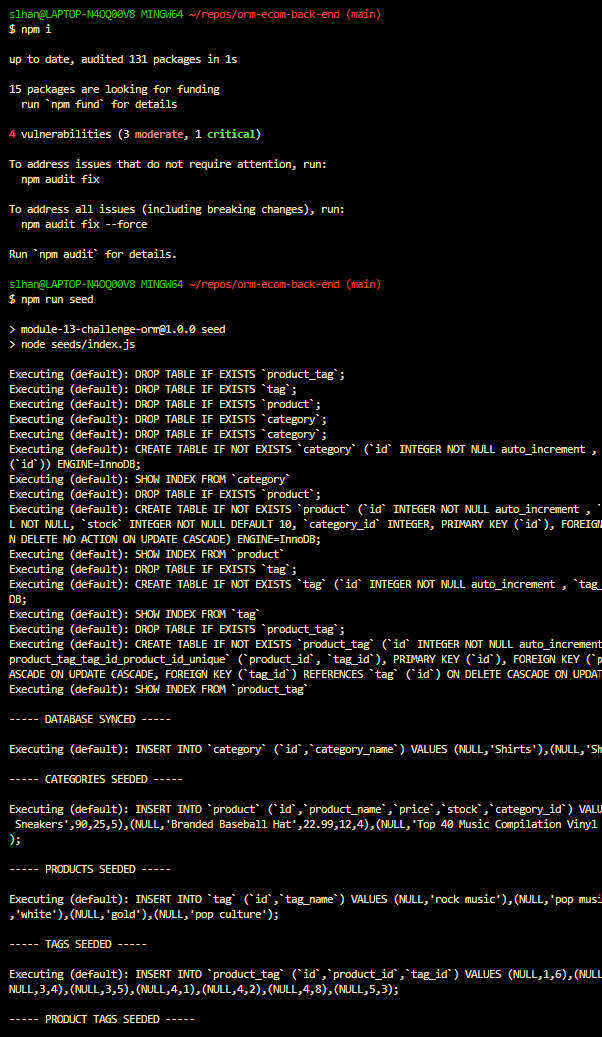 slhan@LAPTOP-N4OQ00V8 MINGW64 ~/repos/orm-ecom-back-end (main)
$ npm i
up to date, audited 131 packages in 1s
15 packages are looking for funding
run `npm fund` for details
4 vulnerabilities (3 moderate, 1 critical)
To address issues that do not require attention, run:
npm audit fix
To address all issues (including breaking changes), run:
npm audit fix --force
Run `npm audit` for details.
slhan@LAPTOP-N4OQ00V8 MINGW64 ~/repos/orm-ecom-back-end (main)
$ npm run seed
> module-13-challenge-orm@1.0.0 seed
> node seeds/index.js
Executing (default): DROP TABLE IF EXISTS `product_tag`;
Executing (default): DROP TABLE IF EXISTS `tag`;
Executing (default): DROP TABLE IF EXISTS `product`;
Executing (default): DROP TABLE IF EXISTS `category`;
Executing (default): DROP TABLE IF EXISTS `category`;
Executing (default): CREATE TABLE IF NOT EXISTS `category` (`id` INTEGER NOT NULL auto_increment ,
(`id`)) ENGINE=InnoDB;
Executing (default): SHOW INDEX FROM `category`
Executing (default): DROP TABLE IF EXISTS `product`;
Executing (default): CREATE TABLE IF NOT EXISTS `product` (`id` INTEGER NOT NULL auto_increment , `
L NOT NULL, `stock` INTEGER NOT NULL DEFAULT 10, `category_id` INTEGER, PRIMARY KEY (`id`), FOREIGN
N DELETE NO ACTION ON UPDATE CASCADE) ENGINE=InnoDB;
Executing (default): SHOW INDEX FROM `product`
Executing (default): DROP TABLE IF EXISTS `tag`;
Executing (default): CREATE TABLE IF NOT EXISTS `tag` (`id` INTEGER NOT NULL auto_increment , `tag_
DB;
Executing (default): SHOW INDEX FROM `tag`
Executing (default): DROP TABLE IF EXISTS `product_tag`;
Executing (default): CREATE TABLE IF NOT EXISTS `product_tag` (`id` INTEGER NOT NULL auto_increment
product_tag_tag_id_product_id_unique` (`product_id`, `tag_id`), PRIMARY KEY (`id`), FOREIGN KEY (`p
ASCADE ON UPDATE CASCADE, FOREIGN KEY (`tag_id`) REFERENCES `tag` (`id`) ON DELETE CASCADE ON UPDAT
Executing (default): SHOW INDEX FROM `product_tag`
----- DATABASE SYNCED -----
Executing (default): INSERT INTO `category` (`id`,`category_name`) VALUES (NULL,'Shirts'),(NULL,'Sh
----- CATEGORIES SEEDED -----
Executing (default): INSERT INTO `product` (`id`,`product_name`,`price`,`stock`,`category_id`) VALU
Sneakers',90,25,5),(NULL,'Branded Baseball Hat',22.99,12,4),(NULL,'Top 40 Music Compilation Vinyl
);
----- PRODUCTS SEEDED -----
Executing (default): INSERT INTO `tag` (`id`,`tag_name`) VALUES (NULL,'rock music'),(NULL,'pop musi
,'white'),(NULL,'gold'),(NULL,'pop culture');
----- TAGS SEEDED -----
Executing (default): INSERT INTO `product_tag` (`id`,`product_id`,`tag_id`) VALUES (NULL,1,6),(NULL
NULL,3,4),(NULL,3,5),(NULL,4,1),(NULL,4,2),(NULL,4,8),(NULL,5,3);
----- PRODUCT TAGS SEEDED -----